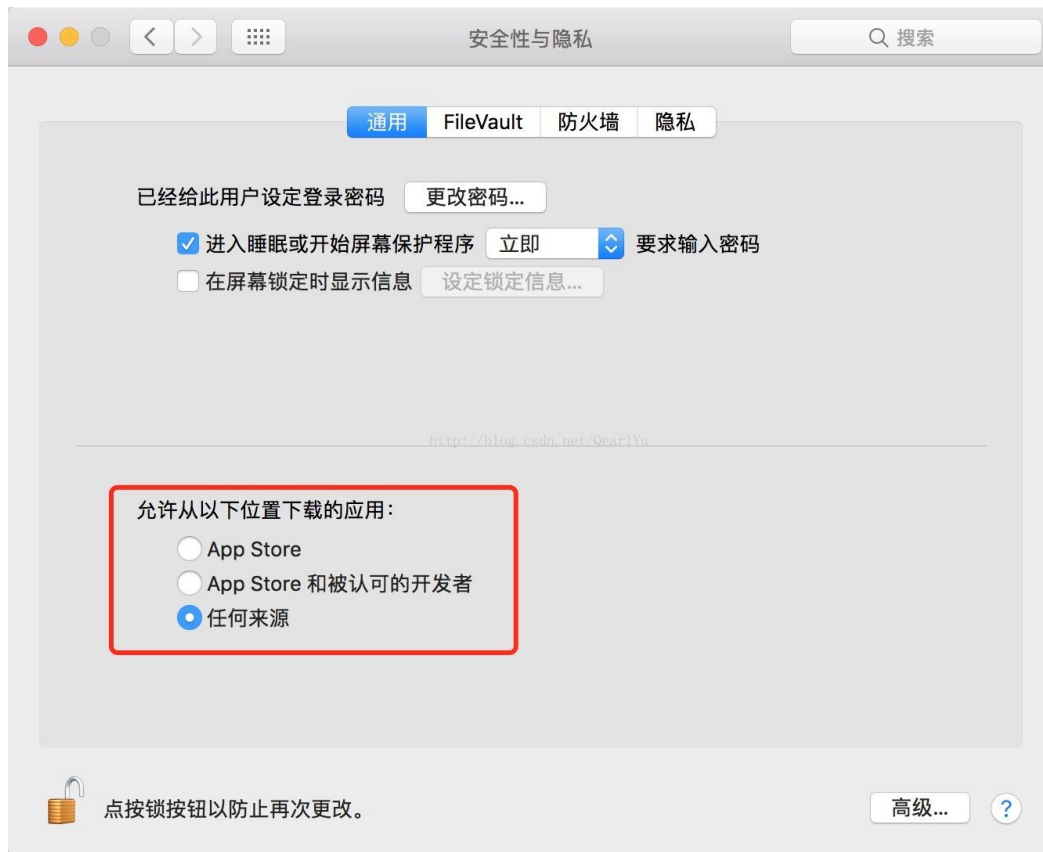 安全性与隐私
搜索
通用 FileVault 防火墙 隐私
已经给此用户设定登录密码 更改密码...
进入睡眠或开始屏幕保护程序 立即 要求输入密码
在屏幕锁定时显示信息 设定锁定信息...
http://blog.csdn.net/QearlYu
允许从以下位置下载的应用：
App Store
App Store 和被认可的开发者
任何来源
点按锁按钮以防止再次更改。
高级... ?